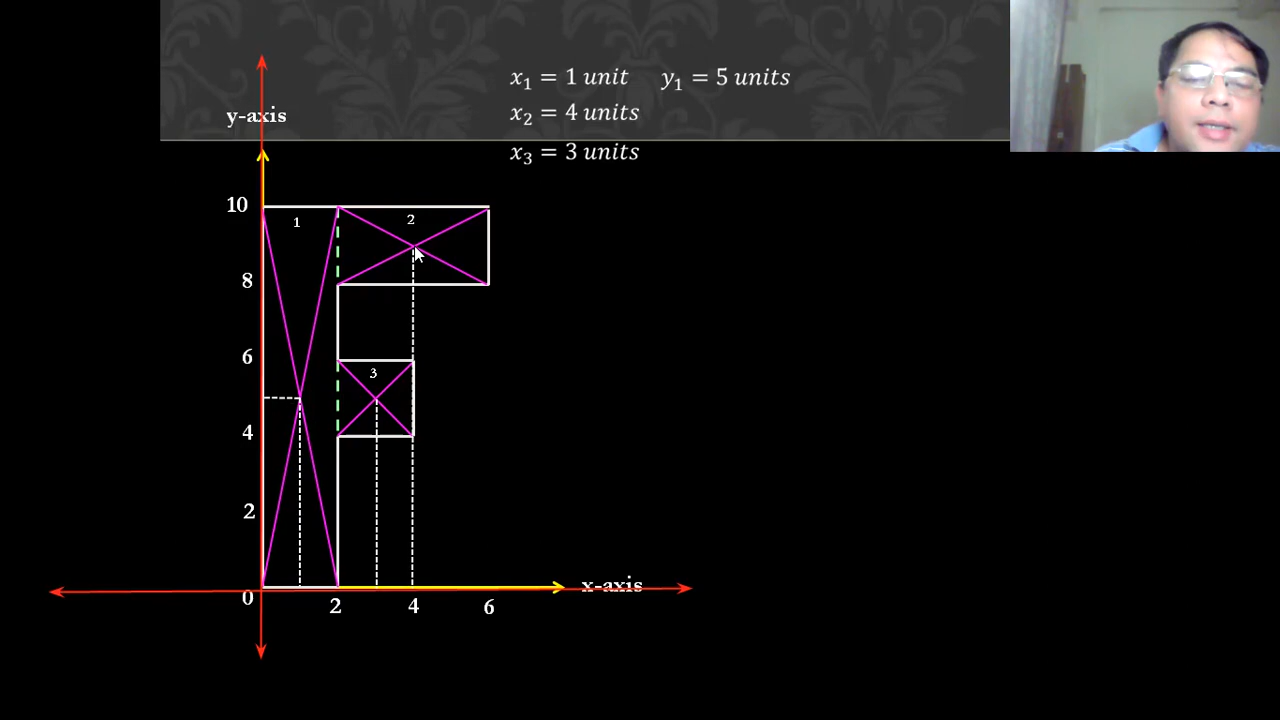 x₁ = 1 unit y₁ = 5 units
x₂ = 4 units
x₃ = 3 units
y-axis
10
1
2
8
6
3
4
2
0
x-axis
2 4 6